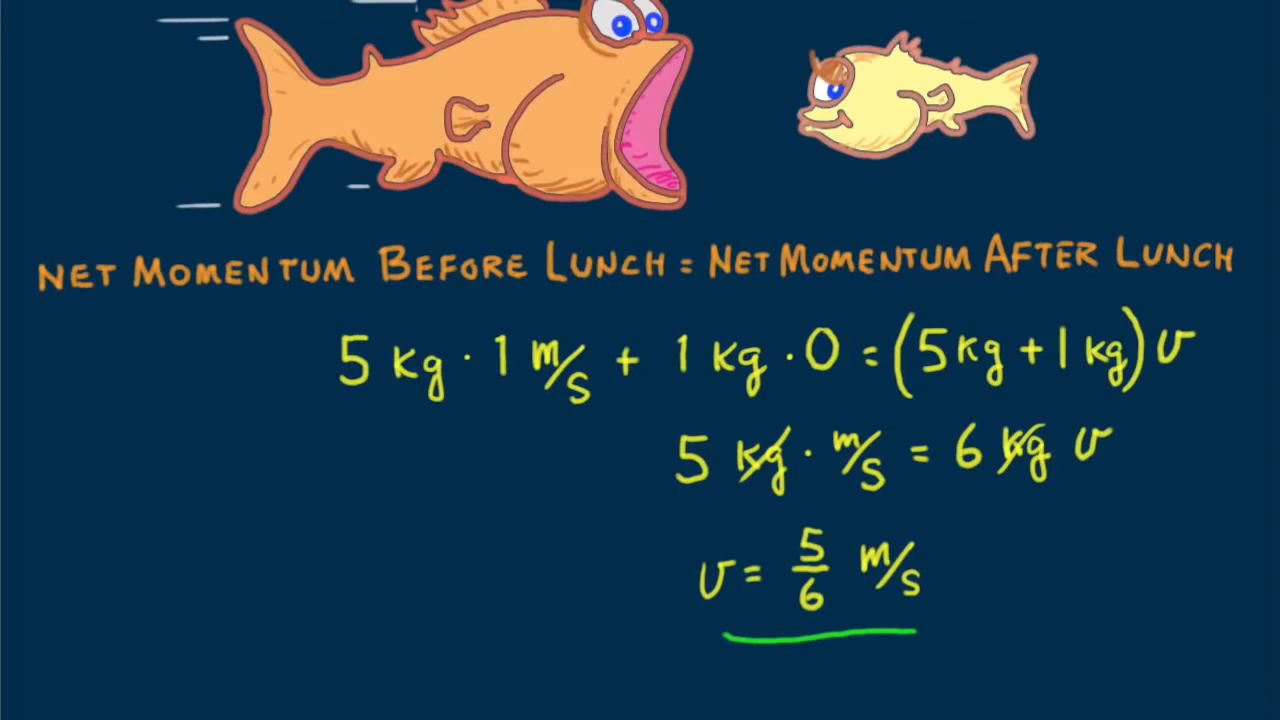 NET MOMENTUM BEFORE LUNCH = NET MOMENTUM AFTER LUNCH
5 kg · 1 m/s + 1 kg · 0 = (5 kg + 1 kg) v
5 kg · m/s = 6 kg v
v = 5/6 m/s